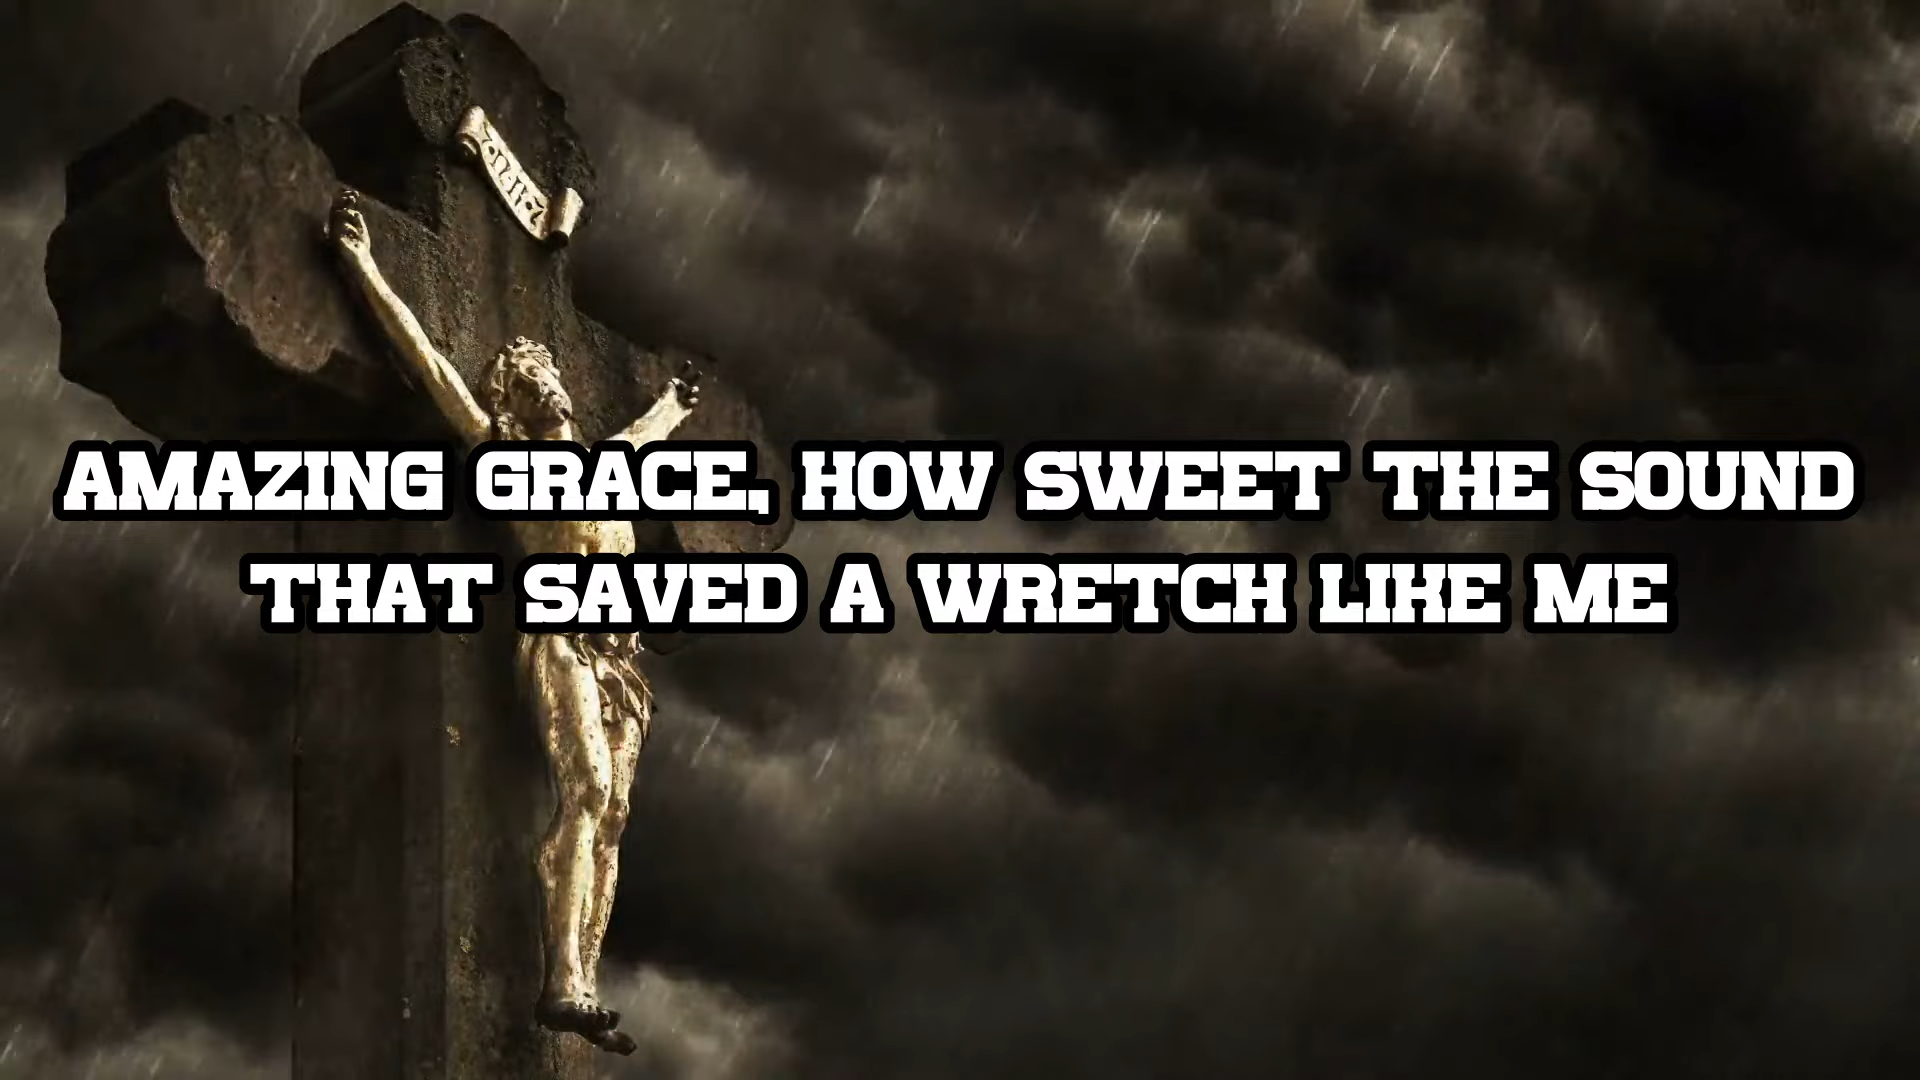 AMAZING GRACE, HOW SWEET THE SOUND
THAT SAVED A WRETCH LIKE ME